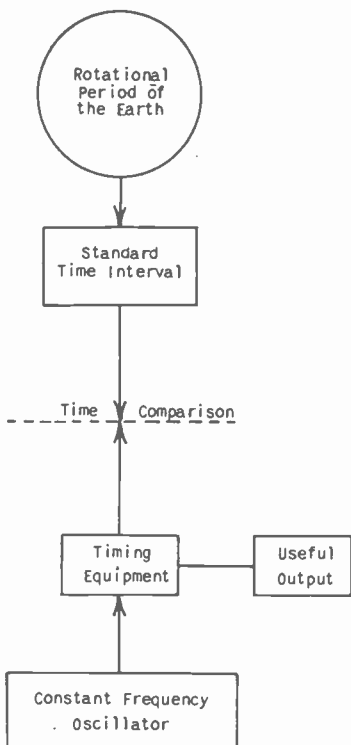 Rotational
Period of
the Earth
Standard
Time Interval
Time Comparison
Timing
Equipment
Useful
Output
Constant Frequency
Oscillator